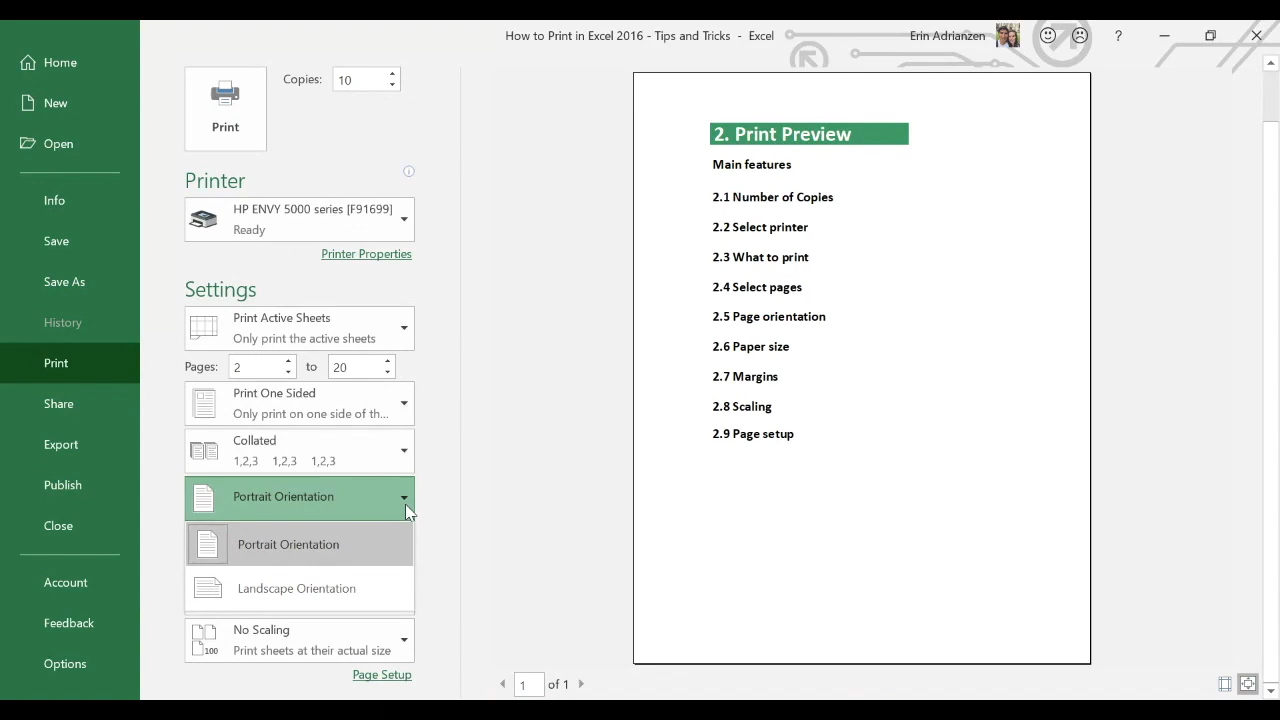 How to Print in Excel 2016 - Tips and Tricks - Excel
Erin Adrianzen
?
Home
New
Open
Info
Save
Save As
History
Print
Share
Export
Publish
Close
Account
Feedback
Options
Print
Copies: 10
Printer
HP ENVY 5000 series [F91699]
Ready
Printer Properties
Settings
Print Active Sheets
Only print the active sheets
Pages: 2 to 20
Print One Sided
Only print on one side of th...
Collated
1,2,3 1,2,3 1,2,3
Portrait Orientation
Portrait Orientation
Landscape Orientation
No Scaling
100
Print sheets at their actual size
Page Setup
2. Print Preview
Main features
2.1 Number of Copies
2.2 Select printer
2.3 What to print
2.4 Select pages
2.5 Page orientation
2.6 Paper size
2.7 Margins
2.8 Scaling
2.9 Page setup
1 of 1